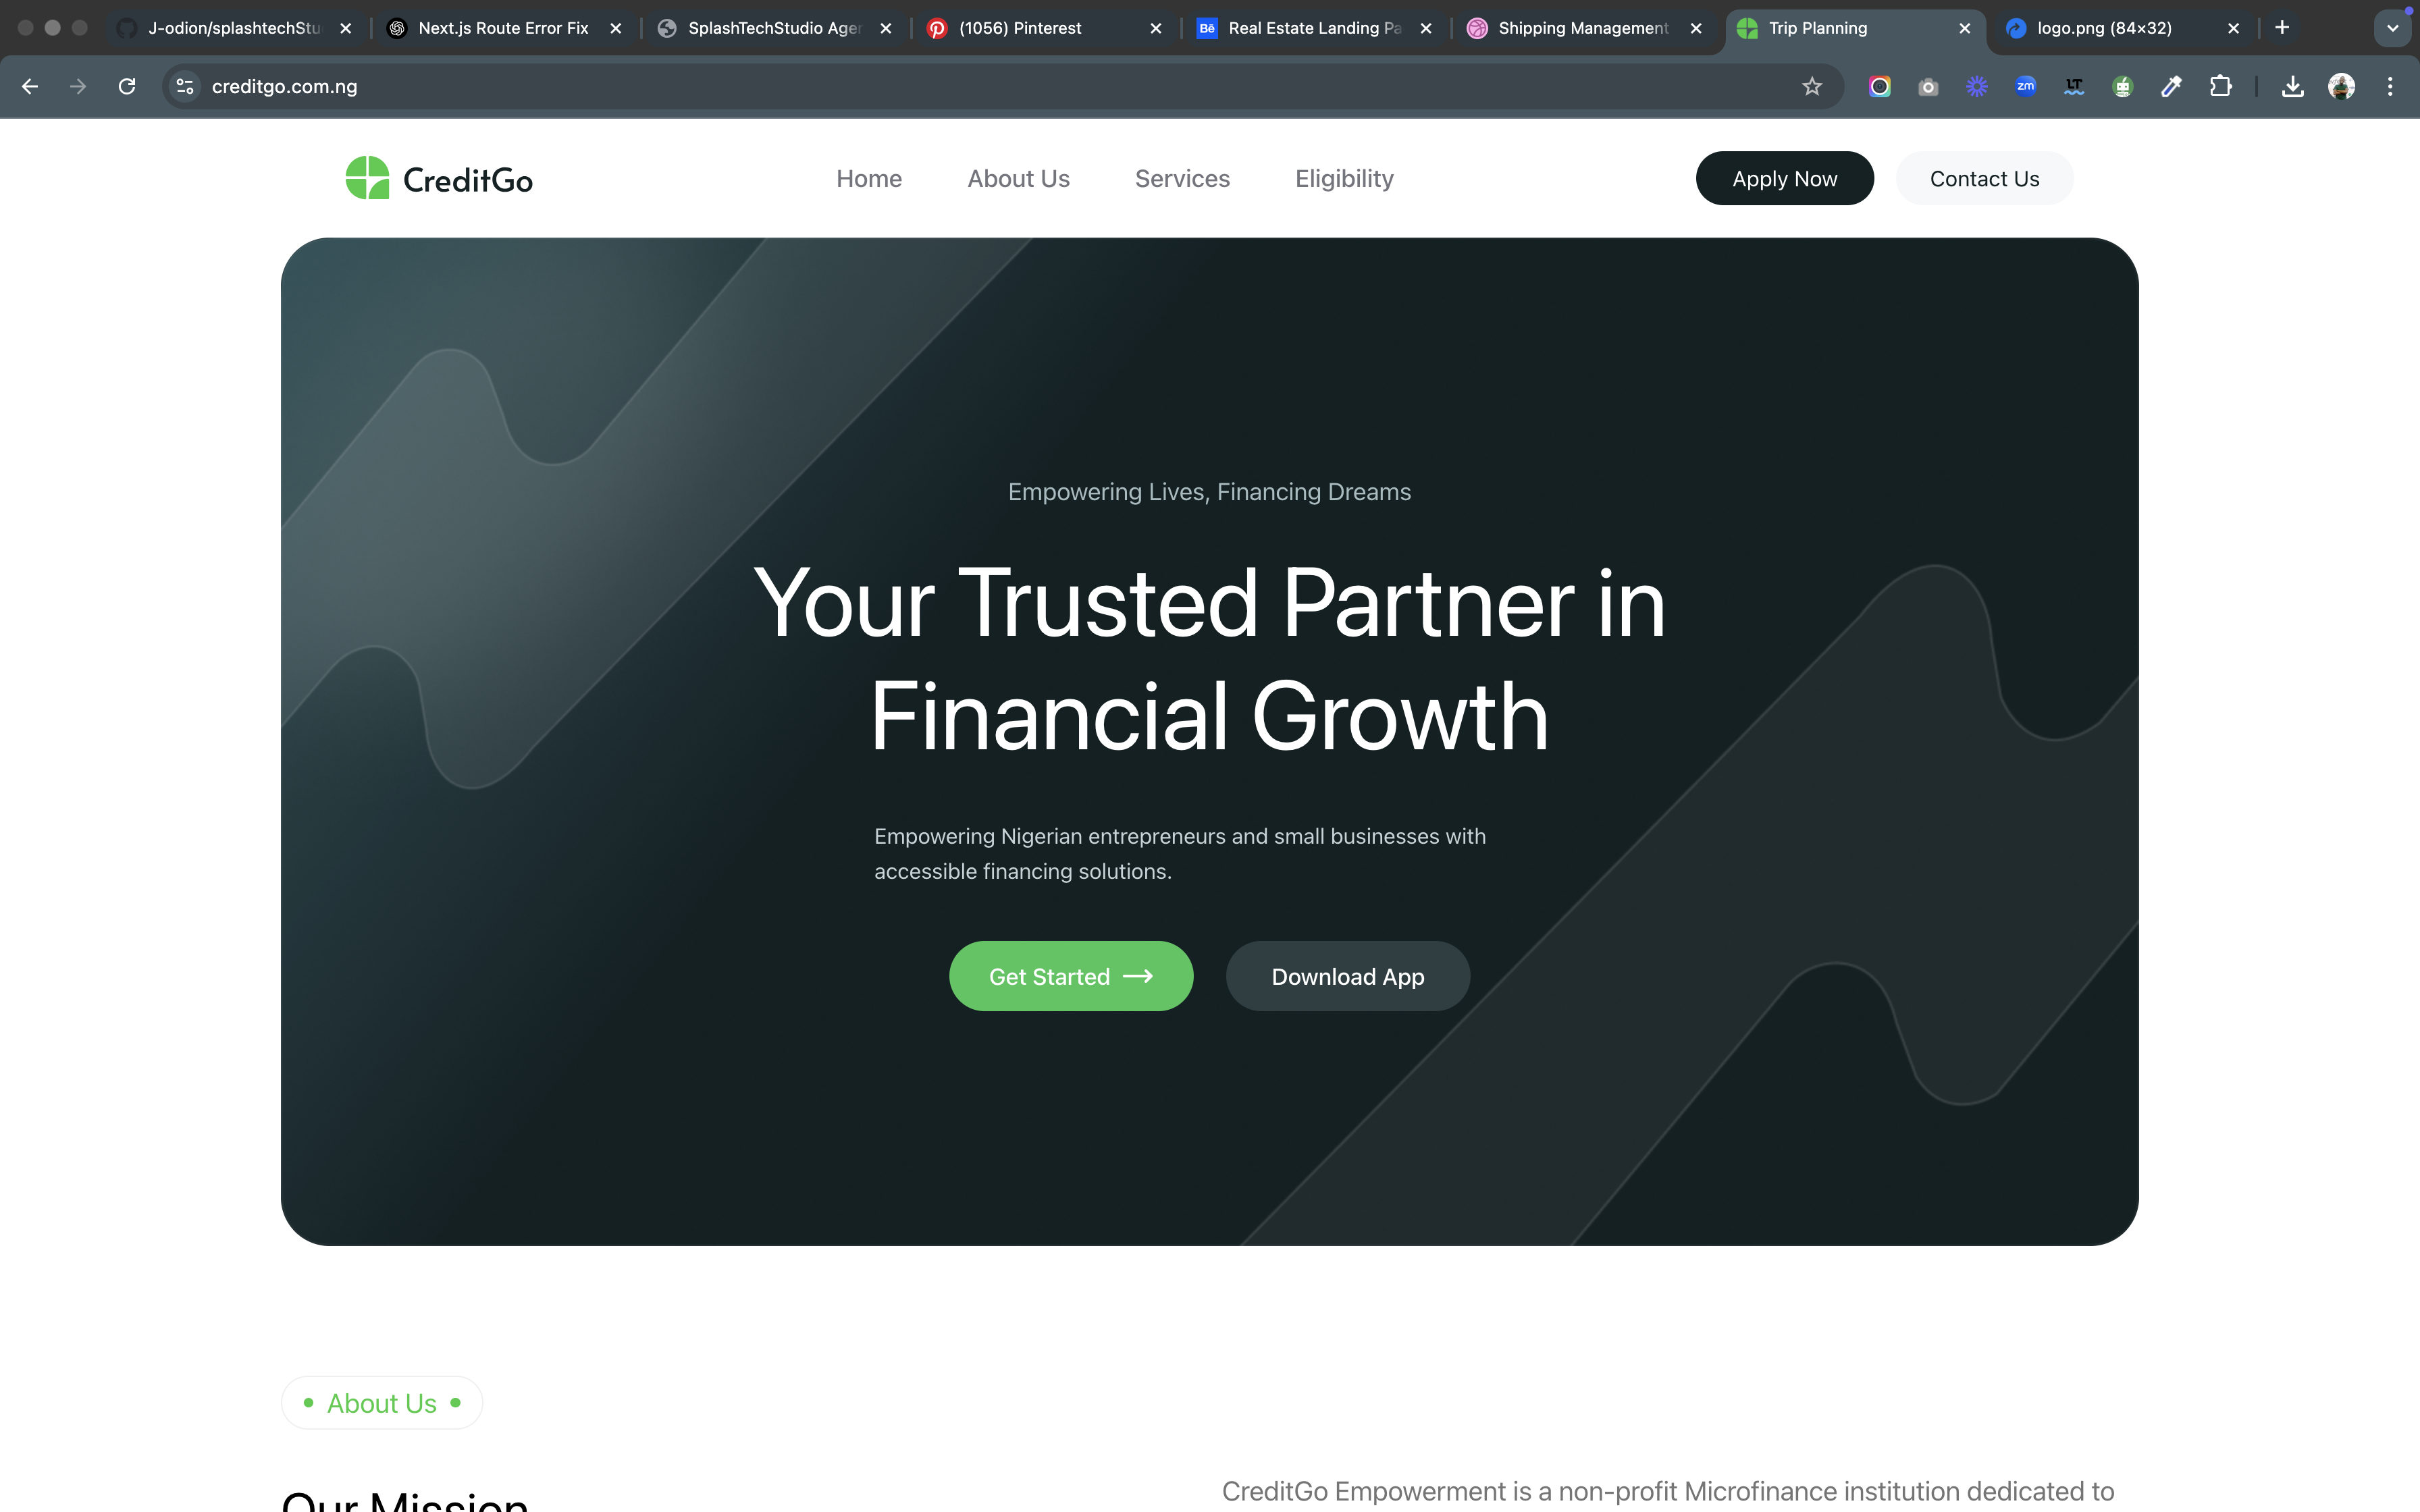 J-odion/splashtechStu
Next.js Route Error Fix
SplashTechStudio Ager
(1056) Pinterest
Bē
Real Estate Landing Pa
Shipping Management
Trip Planning
logo.png (84×32)
creditgo.com.ng
zm
LT
CreditGo
Home
About Us
Services
Eligibility
Apply Now
Contact Us
Empowering Lives, Financing Dreams
Your Trusted Partner in
Financial Growth
Empowering Nigerian entrepreneurs and small businesses with
accessible financing solutions.
Get Started
Download App
About Us
Our Mission
CreditGo Empowerment is a non-profit Microfinance institution dedicated to